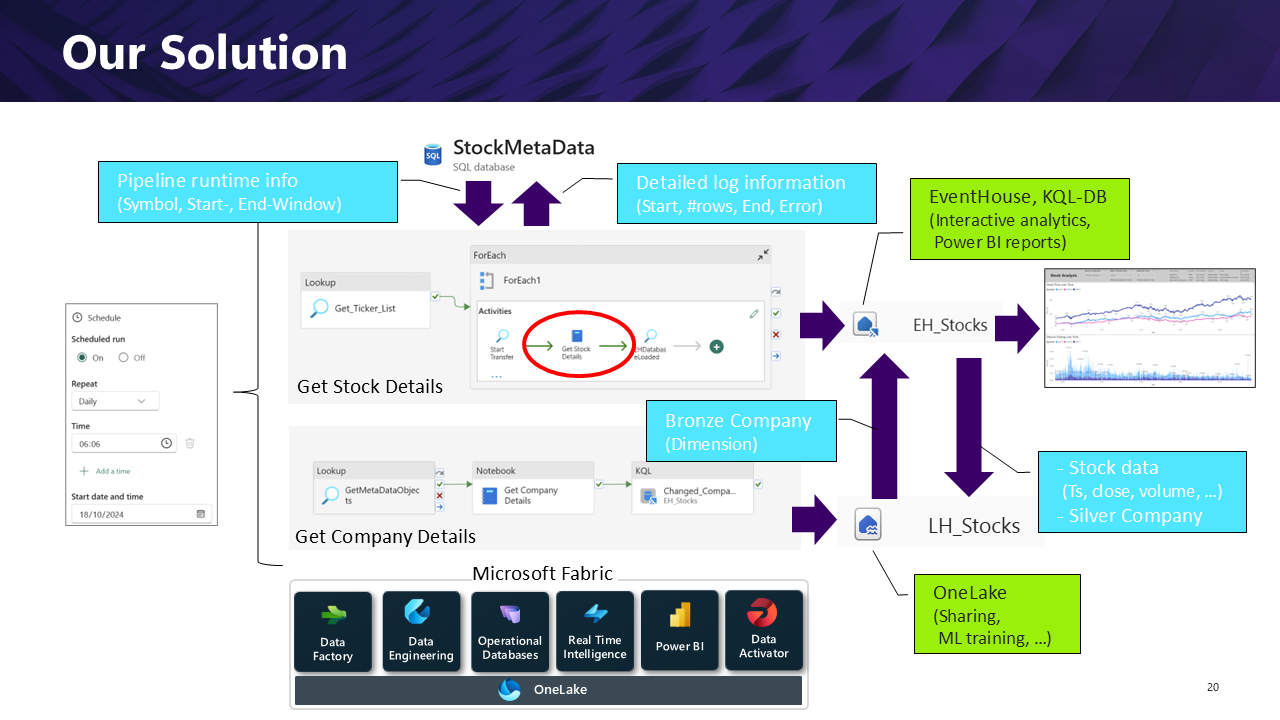 Our Solution
StockMetaData
SQL
SQL database
Pipeline runtime info
(Symbol, Start-, End-Window)
Detailed log information
(Start, #rows, End, Error)
EventHouse, KQL-DB
(Interactive analytics,
Power BI reports)
Schedule
Scheduled run
On
Off
Repeat
Daily
Time
06:06
Add a time
Start date and time
18/10/2024
Lookup
Get_Ticker_List
ForEach
ForEach1
Activities
Start
Transfer
Get Stock
Details
EHDatabas
eLoaded
...
Get Stock Details
EH_Stocks
Stock Analysis
Bronze Company
(Dimension)
- Stock data
(Ts, close, volume, …)
- Silver Company
Lookup
GetMetaDataObjec
ts
Notebook
Get Company
Details
KQL
Changed_Compa...
EH_Stocks
Get Company Details
LH_Stocks
OneLake
(Sharing,
ML training, …)
Microsoft Fabric
Data
Factory
Data
Engineering
Operational
Databases
Real Time
Intelligence
Power BI
Data
Activator
OneLake
20